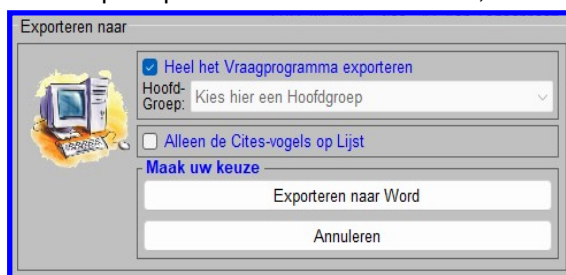 Exporteren naar
Heel het Vraagprogramma exporteren
Hoofd-
Groep:
Kies hier een Hoofdgroep
Alleen de Cites-vogels op Lijst
Maak uw keuze
Exporteren naar Word
Annuleren